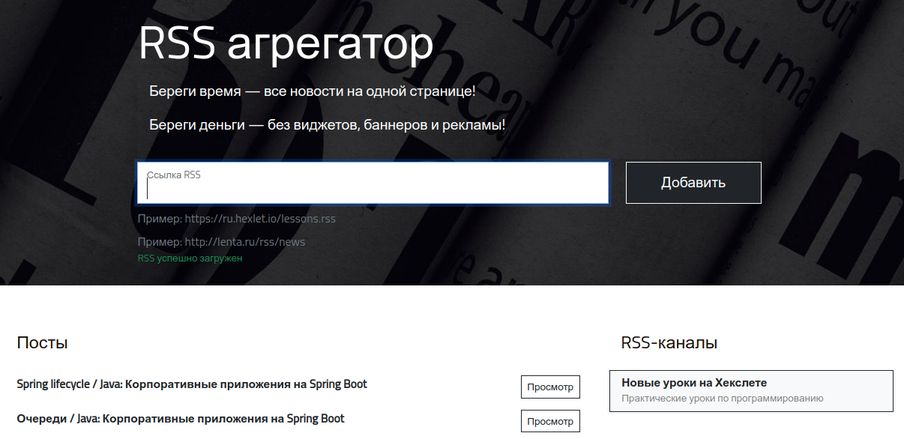 RSS агрегатор
Береги время — все новости на одной странице!
Береги деньги — без виджетов, баннеров и рекламы!
Ссылка RSS
Добавить
Пример: https://ru.hexlet.io/lessons.rss
Пример: http://lenta.ru/rss/news
RSS успешно загружен
Посты
Spring lifecycle / Java: Корпоративные приложения на Spring Boot
Просмотр
Очереди / Java: Корпоративные приложения на Spring Boot
Просмотр
RSS-каналы
Новые уроки на Хекслете
Практические уроки по программированию